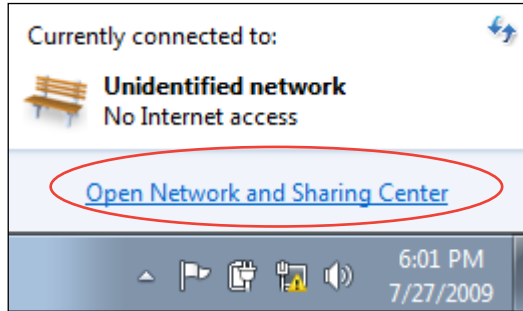 Currently connected to:
Unidentified network
No Internet access
Open Network and Sharing Center
6:01 PM
7/27/2009